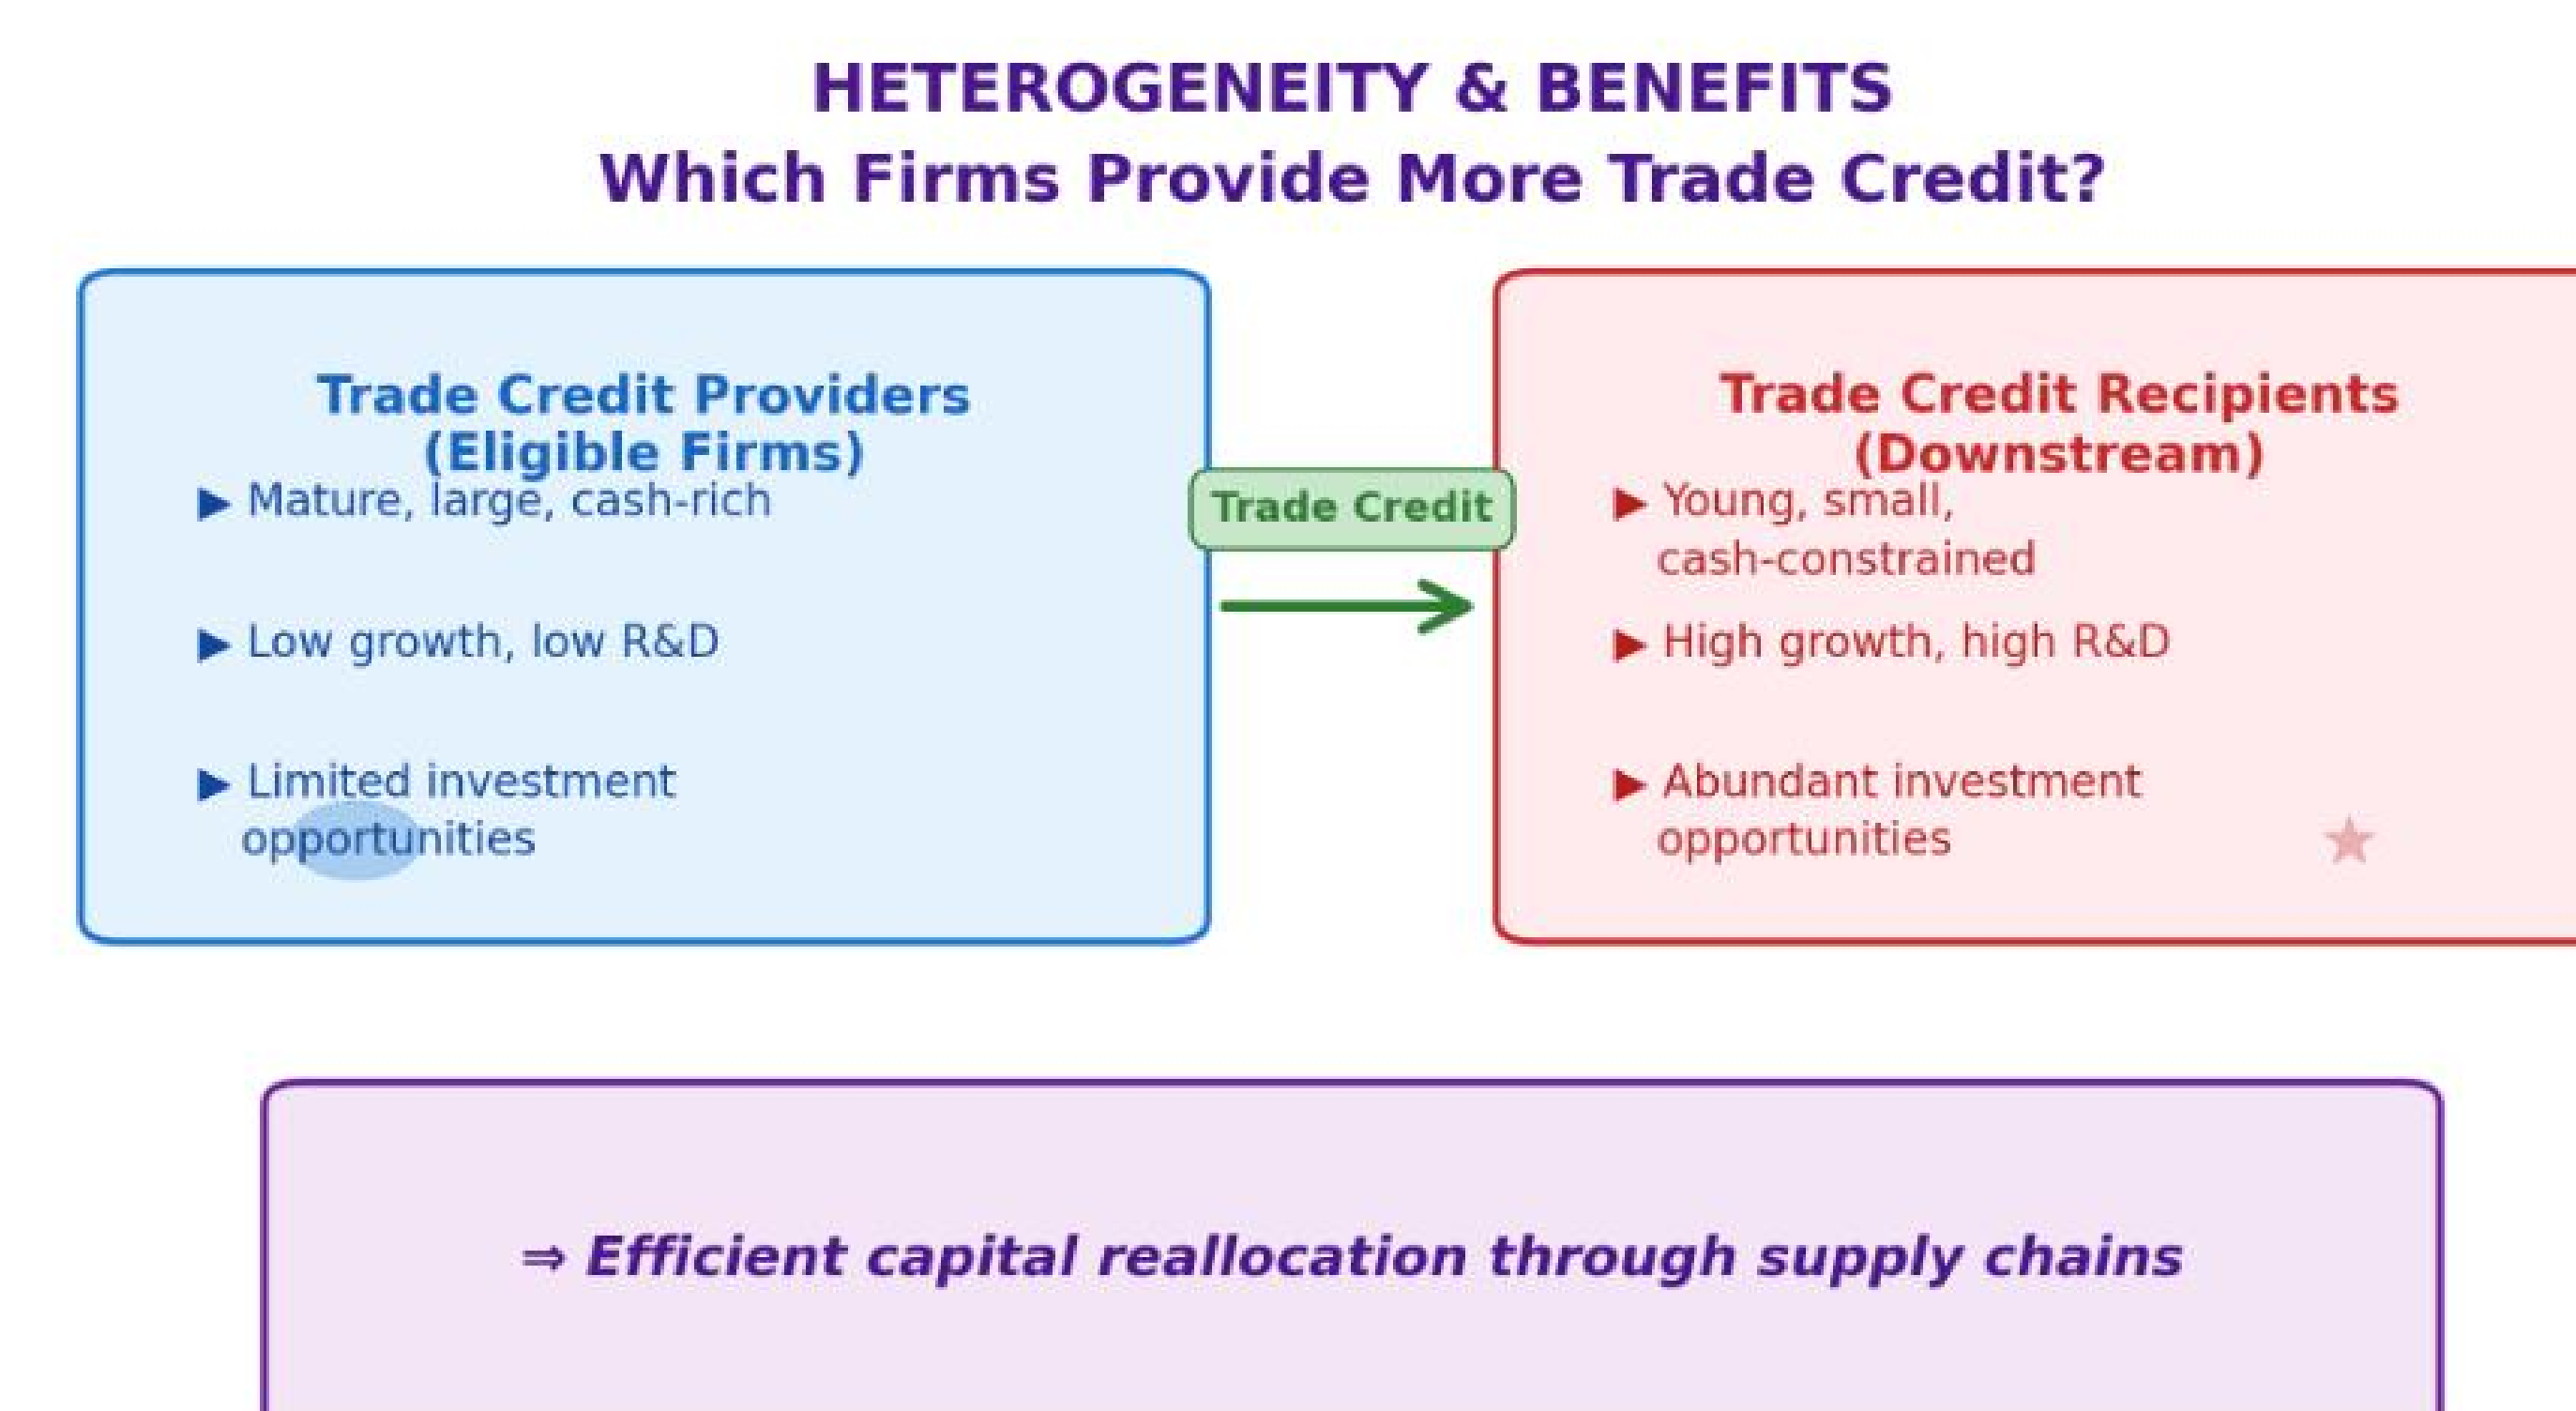 HETEROGENEITY & BENEFITS
Which Firms Provide More Trade Credit?
Trade Credit Providers
(Eligible Firms)
▶ Mature, large, cash-rich
▶ Low growth, low R&D
▶ Limited investment
opportunities
Trade Credit
Trade Credit Recipients
(Downstream)
▶ Young, small,
cash-constrained
▶ High growth, high R&D
▶ Abundant investment
opportunities
⇒ Efficient capital reallocation through supply chains